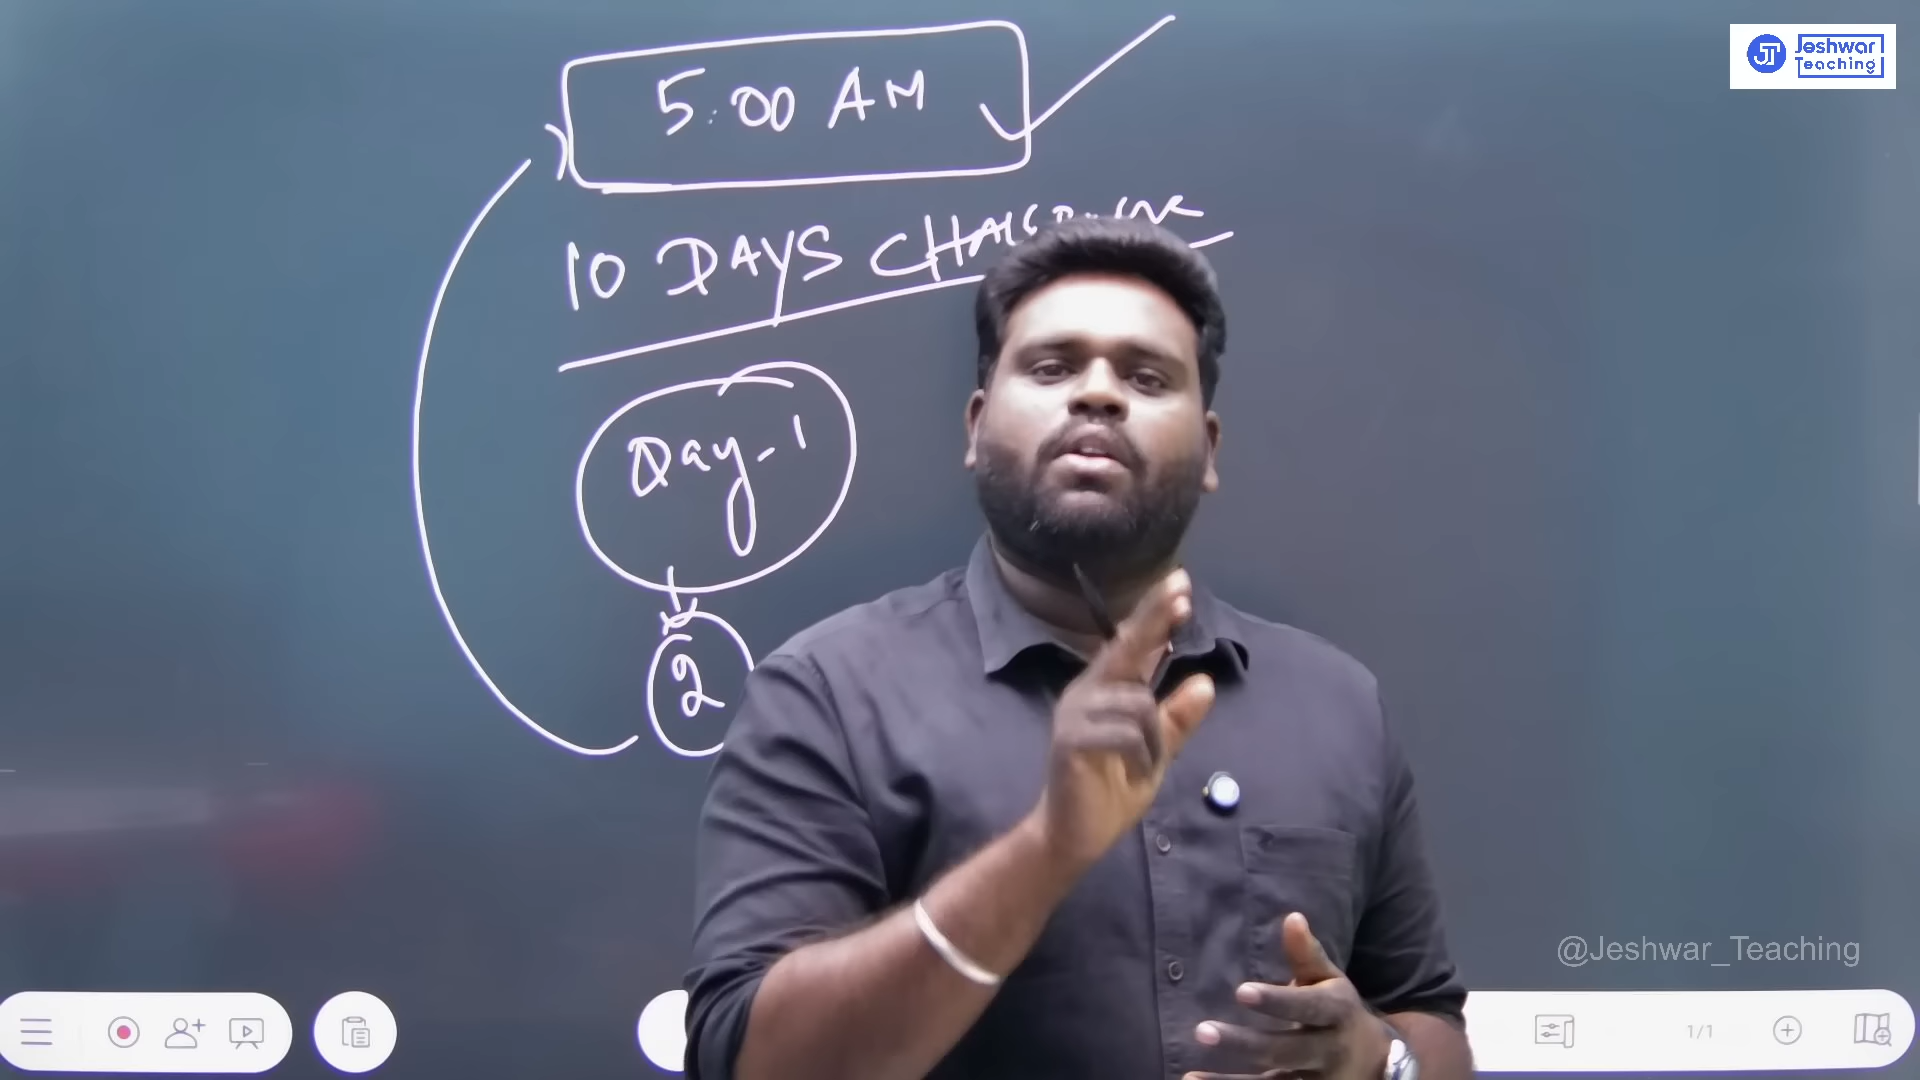 Jeshwar
Teaching
5:00 AM
10 DAYS
Day-1
2
@Jeshwar_Teaching
1/1